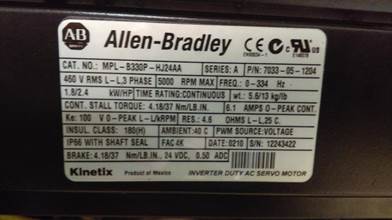 AB Allen-Bradley CE c UL US
CAT. NO.: MPL-B330P-HJ24AA SERIES: A P/N: 7033-05-1204
460 V RMS L-L,3 PHASE 5000 RPM MAX FREQ: 0-334 Hz
1.8/2.4 kW/HP TIME RATING:CONTINUOUS wt.: 5.6/13 kg/lb
CONT. STALL TORQUE: 4.18/37 Nm/LB.IN. 6.1 AMPS O-PEAK CONT.
Ke: 100 V O-PEAK L-L/KRPM RES.: 4.6 OHMS L-L,25 C.
INSUL. CLASS: 180(H) AMBIENT:40 C PWM SOURCE:VOLTAGE
IP66 WITH SHAFT SEAL FAC 4K DATE:0210 S/N: 12243422
BRAKE: 4.18/37 Nm/LB.IN. 24 VDC, 0.50 ADC
Kinetix Product of Mexico INVERTER DUTY AC SERVO MOTOR